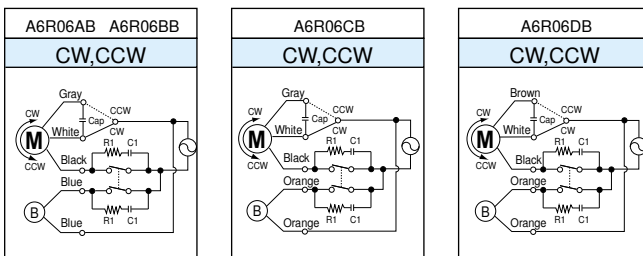 A6R06AB A6R06BB
CW,CCW
Gray
CW
CCW
Cap
M
White
CW
CCW
R1 C1
Black
Blue
B
R1 C1
Blue
A6R06CB
CW,CCW
Gray
CW
CCW
Cap
M
White
CW
CCW
R1 C1
Black
Orange
B
R1 C1
Orange
A6R06DB
CW,CCW
Brown
CW
CCW
Cap
M
White
CW
CCW
R1 C1
Black
Orange
B
R1 C1
Orange